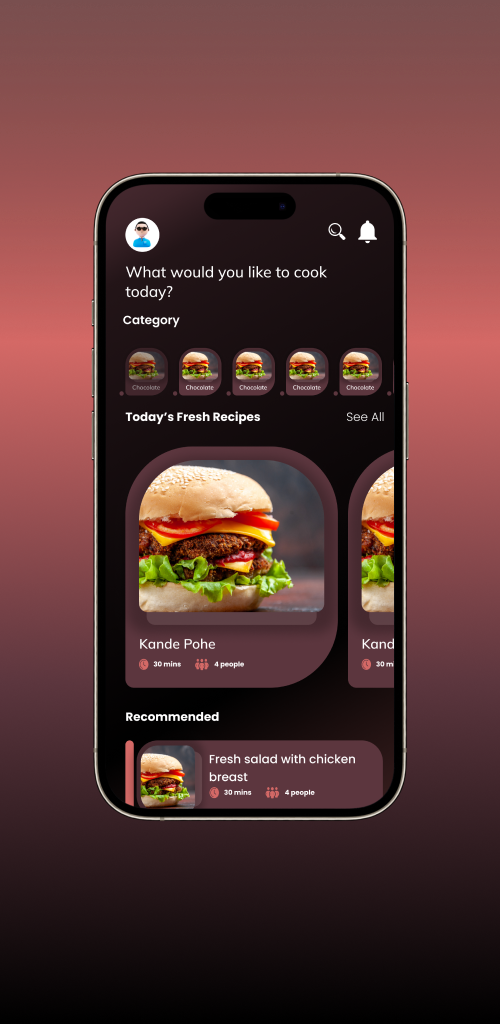 What would you like to cook
today?
Category
Chocolate Chocolate Chocolate Chocolate Chocolate
Today's Fresh Recipes See All
Kande Pohe Kand
30 mins 4 people 30 m
Recommended
Fresh salad with chicken
breast
30 mins 4 people